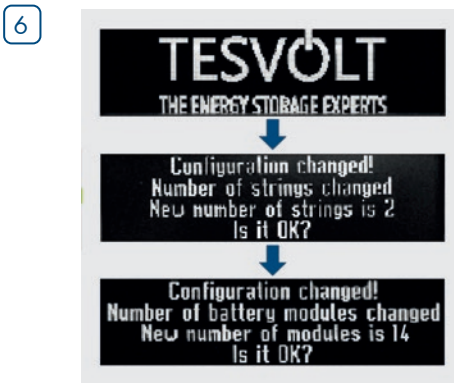 6
TESVOLT
THE ENERGY STORAGE EXPERTS
Configuration changed!
Number of strings changed
New number of strings is 2
Is it OK?
Configuration changed!
Number of battery modules changed
New number of modules is 14
Is it OK?